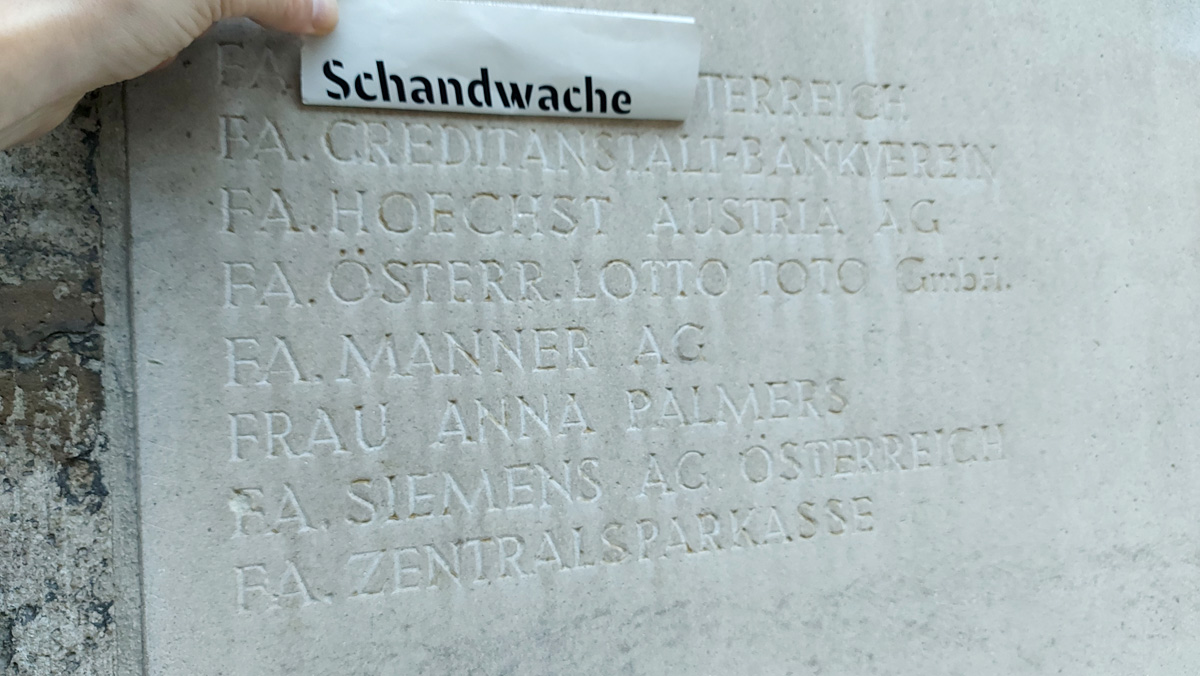 Schandwache
FA. TERREICH
FA. CREDITANSTALT-BANKVEREIN
FA. HOECHST AUSTRIA AG
FA. ÖSTERR. LOTTO TOTO GmbH.
FA. MANNER AG
FRAU ANNA PALMERS
FA. SIEMENS AG ÖSTERREICH
FA. ZENTRALSPARKASSE